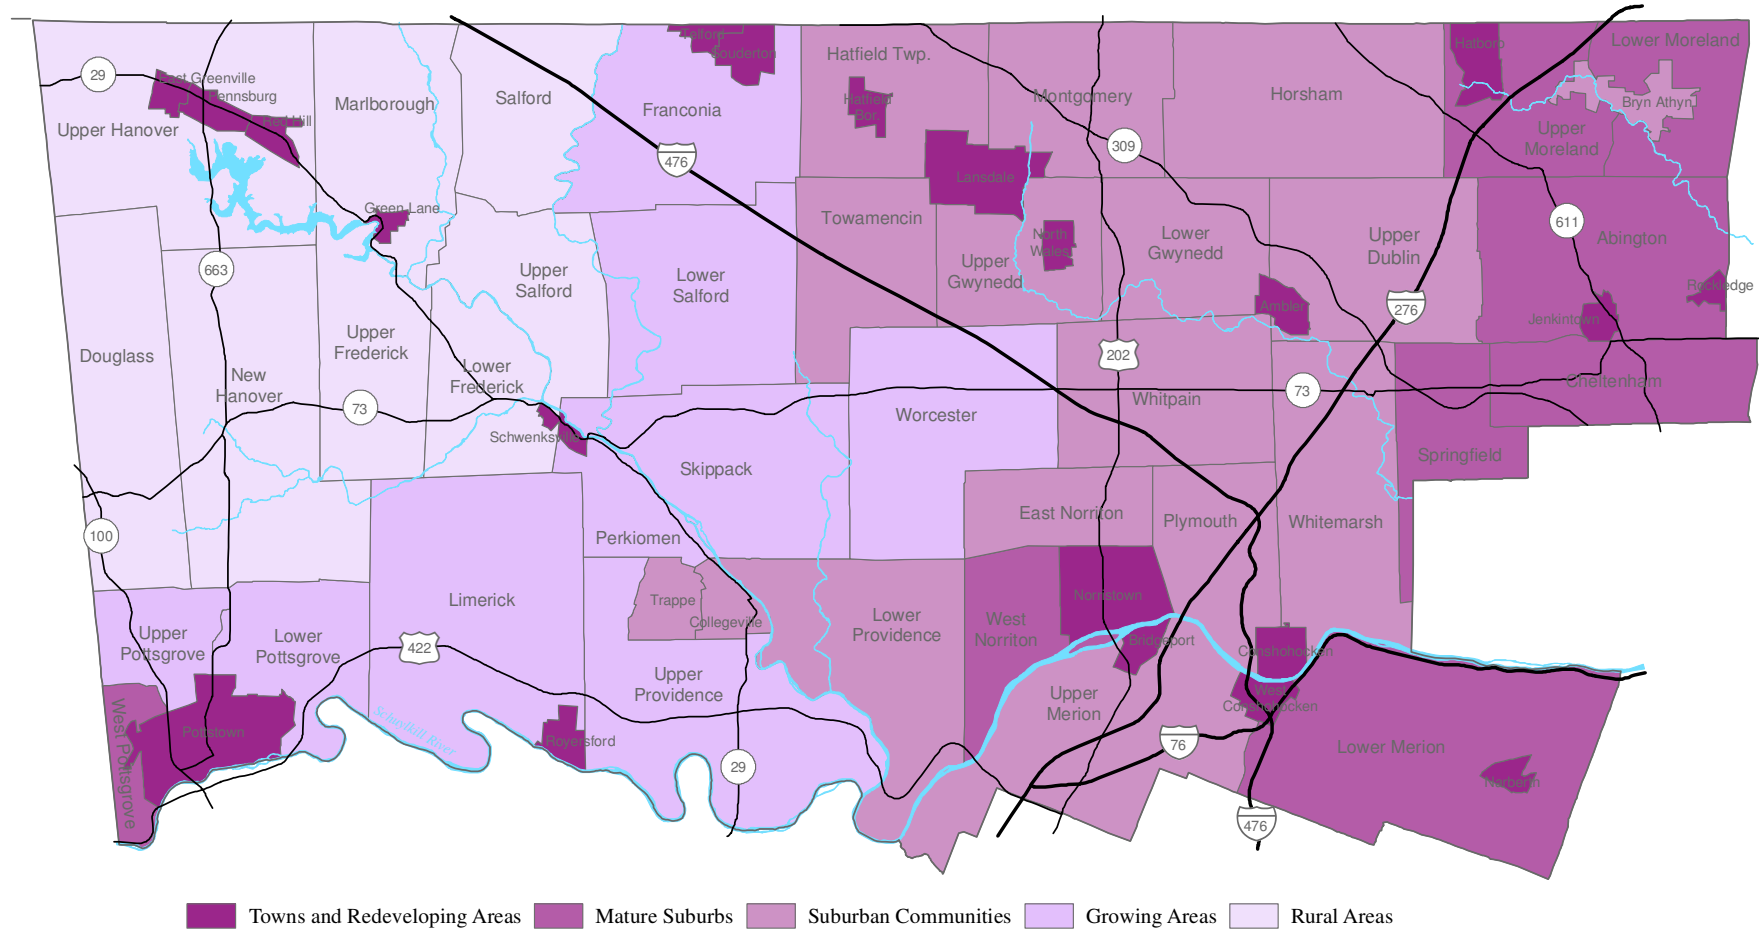 Telford
Souderton
Hatfield Twp.
Hatboro
Lower Moreland
29
East Greenville
Pennsburg
Red Hill
Upper Hanover
Marlborough
Salford
Franconia
Hatfield
Bor.
Montgomery
Horsham
Bryn Athyn
Upper
Moreland
309
476
Lansdale
Green Lane
Towamencin
North
Wales
Lower
Gwynedd
Upper
Dublin
611
Abington
663
Upper
Salford
Lower
Salford
Upper
Gwynedd
Ambler
276
Rockledge
Jenkintown
Douglass
Upper
Frederick
Lower
Frederick
New
Hanover
73
202
73
Whitpain
Cheltenham
Worcester
Schwenksville
Skippack
Springfield
100
Perkiomen
East Norriton
Plymouth
Whitemarsh
Limerick
Trappe
Collegeville
Lower
Providence
West
Norriton
Norristown
Bridgeport
Conshohocken
Upper
Pottsgrove
Lower
Pottsgrove
422
Upper
Providence
Upper
Merion
West
Conshohocken
West Pottsgrove
Pottstown
Schuylkill River
Royersford
29
76
Lower Merion
Narberth
476
Towns and Redeveloping Areas
Mature Suburbs
Suburban Communities
Growing Areas
Rural Areas